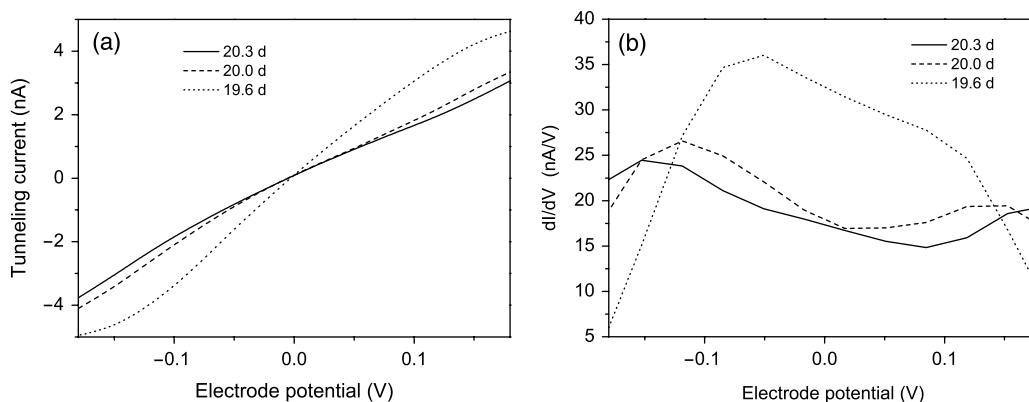 (a)
20.3 d
20.0 d
19.6 d
4
2
0
−2
−4
Tunneling current (nA)
−0.1
0.0
0.1
Electrode potential (V)
(b)
20.3 d
20.0 d
19.6 d
40
35
30
25
20
15
10
5
dI/dV (nA/V)
−0.1
0.0
0.1
Electrode potential (V)